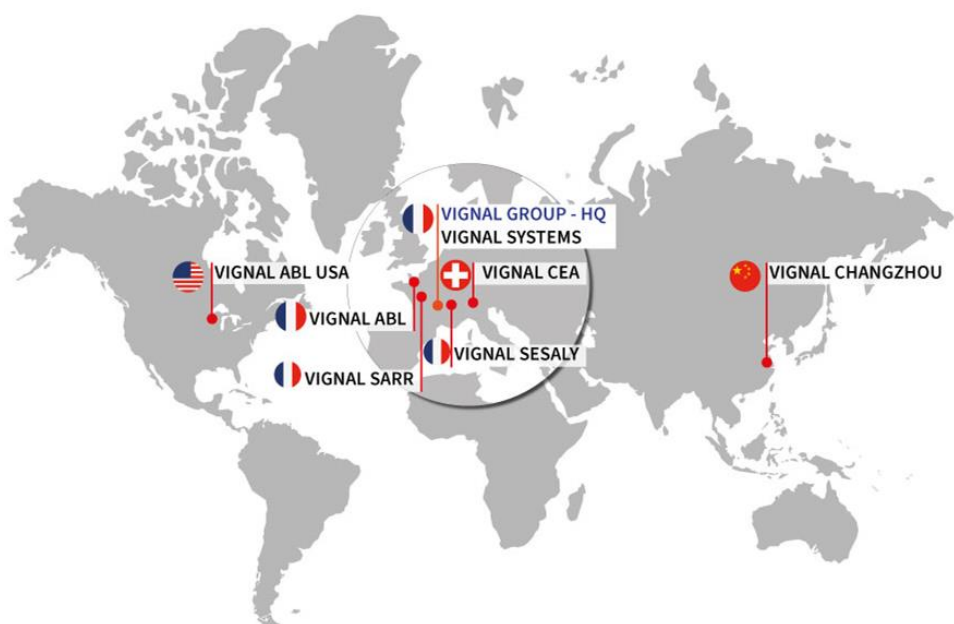 VIGNAL GROUP - HQ
VIGNAL SYSTEMS
VIGNAL ABL USA
VIGNAL CEA
VIGNAL CHANGZHOU
VIGNAL ABL
VIGNAL SESALY
VIGNAL SARR